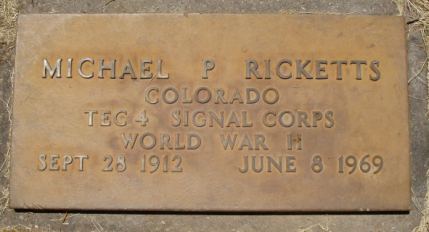 MICHAEL P RICKETTS
COLORADO
TEC 4 SIGNAL CORPS
WORLD WAR II
SEPT 28 1912 JUNE 8 1969